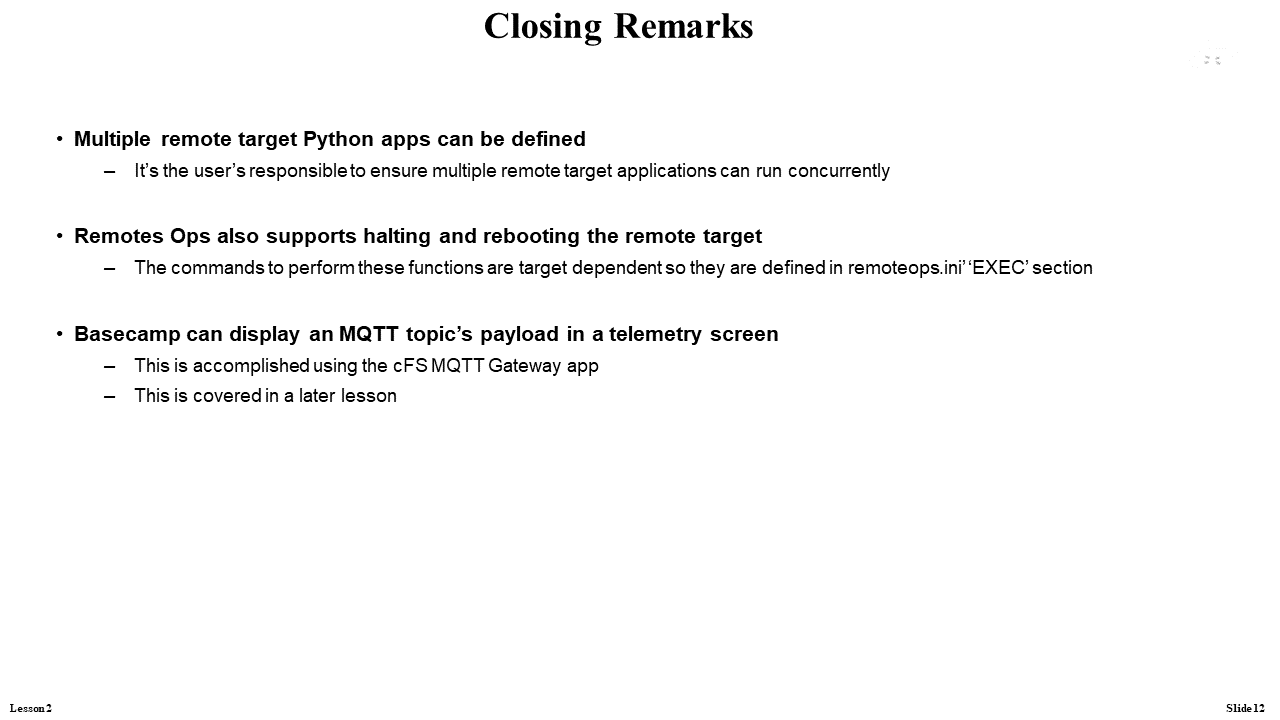 Closing Remarks
• Multiple remote target Python apps can be defined
– It’s the user’s responsible to ensure multiple remote target applications can run concurrently
• Remotes Ops also supports halting and rebooting the remote target
– The commands to perform these functions are target dependent so they are defined in remoteops.ini’ ‘EXEC’ section
• Basecamp can display an MQTT topic’s payload in a telemetry screen
– This is accomplished using the cFS MQTT Gateway app
– This is covered in a later lesson
Lesson 2
Slide 12